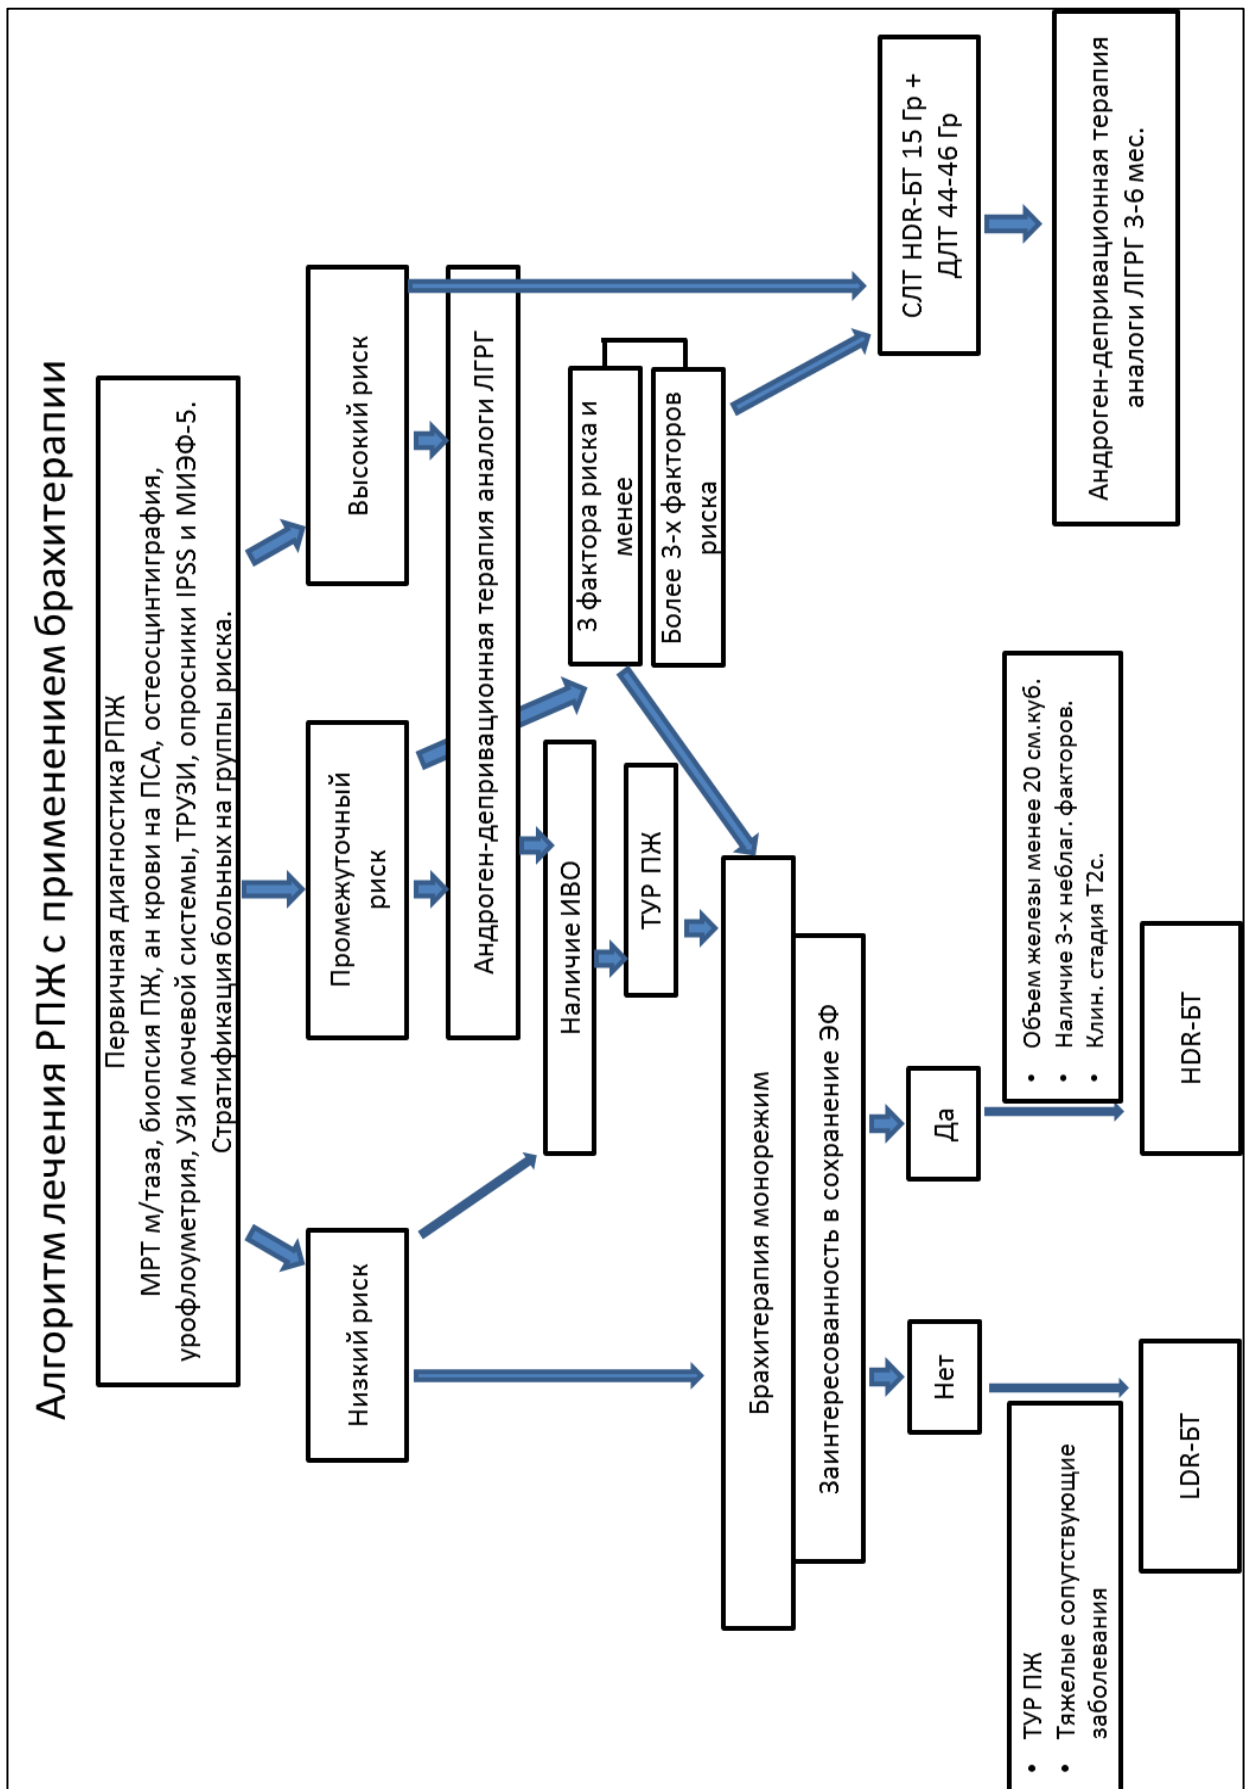 Алгоритм лечения РПЖ с применением брахитерапии
Первичная диагностика РПЖ
МРТ м/таза, биопсия ПЖ, ан крови на ПСА, остеосцинтиграфия,
урофлоуметрия, УЗИ мочевой системы, ТРУЗИ, опросники IPSS и МИЭФ-5.
Стратификация больных на группы риска.
Низкий риск
Промежуточный
риск
Высокий риск
Андроген-депривационная терапия аналоги ЛГРГ
Наличие ИВО
3 фактора риска и
менее
ТУР ПЖ
Более 3-х факторов
риска
Брахитерапия монорежим
Заинтересованность в сохранение ЭФ
СЛТ HDR-БТ 15 Гр +
ДЛТ 44-46 Гр
Нет
Да
• ТУР ПЖ
• Тяжелые сопутствующие
заболевания
• Объем железы менее 20 см.куб.
• Наличие 3-х неблаг. факторов.
• Клин. стадия T2c.
Андроген-депривационная терапия
аналоги ЛГРГ 3-6 мес.
LDR-БТ
HDR-БТ